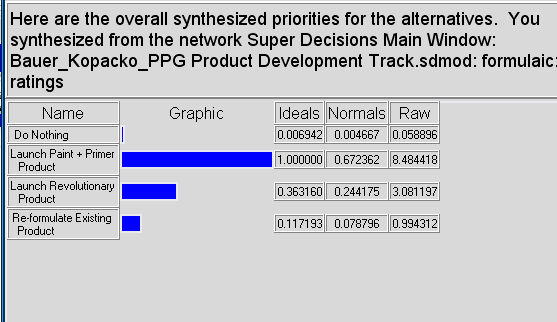 Here are the overall synthesized priorities for the alternatives. You
synthesized from the network Super Decisions Main Window:
Bauer_Kopacko_PPG Product Development Track.sdmod: formulaic:
ratings
Name Graphic Ideals Normals Raw
Do Nothing 0.006942 0.004667 0.058896
Launch Paint + Primer
Product 1.000000 0.672362 8.484418
Launch Revolutionary
Product 0.363160 0.244175 3.081197
Re-formulate Existing
Product 0.117193 0.078796 0.994312